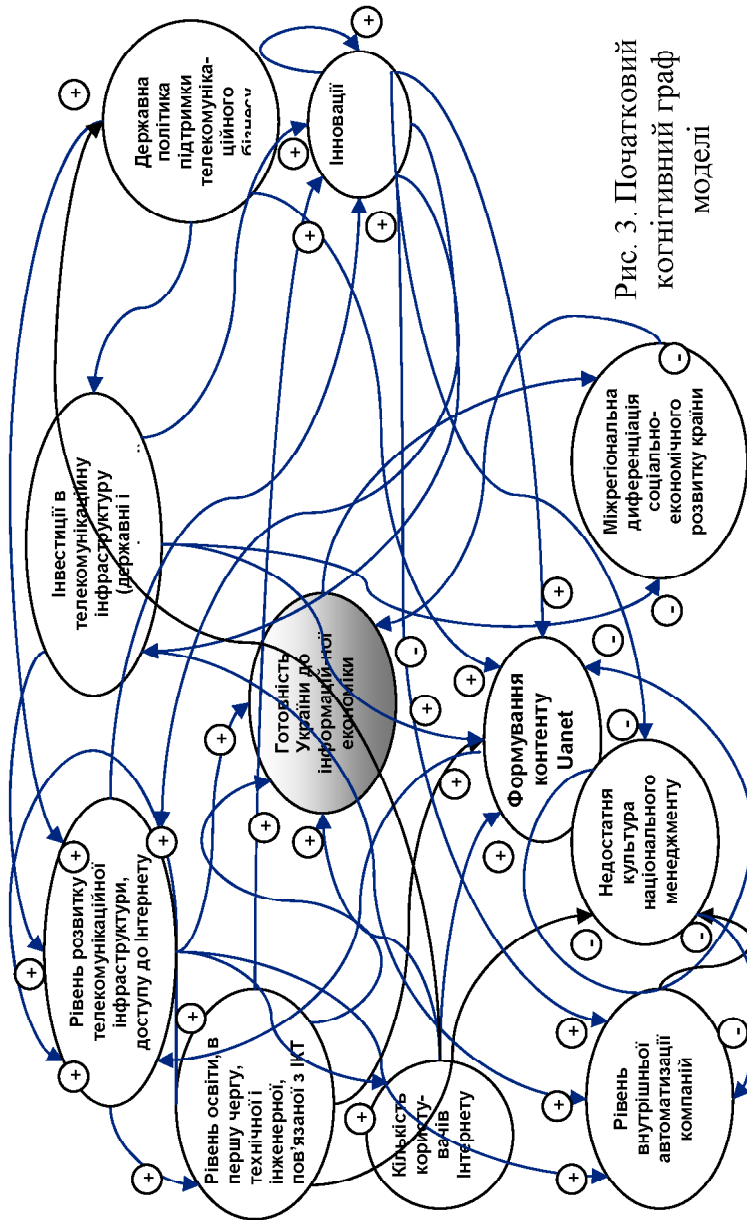 Рівень розвитку
телекомунікаційної
інфраструктури,
доступу до Інтернету
Інвестиції в
телекомунікаційну
інфраструктуру
(державні і
Державна
політика
підтримки
телекомуніка-
ційного
бізнесу
Рівень освіти, в
першу чергу,
технічної і
інженерної,
пов'язаної з ІКТ
Готовність
України до
інформаційної
економіки
Інновації
Кількість
користу-
вачів
Інтернету
Формування
контенту
Uanet
Недостатня
культура
національного
менеджменту
Рівень
внутрішньої
автоматизації
компаній
Міжрегіональна
диференціація
соціально-
економічного
розвитку країни
Рис. 3. Початковий
когнітивний граф
моделі